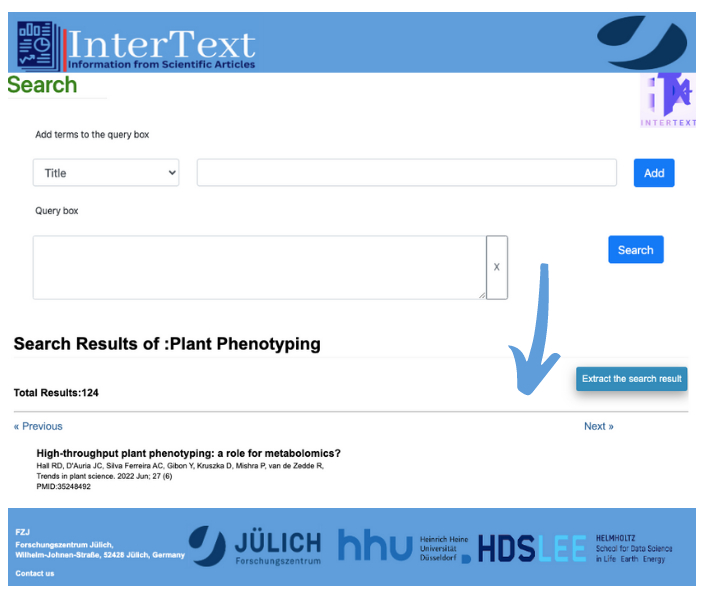 InterText
Information from Scientific Articles
Search
INTERTEXT
Add terms to the query box
Title
Add
Query box
X
Search
Search Results of :Plant Phenotyping
Extract the search result
Total Results:124
« Previous
Next »
High-throughput plant phenotyping: a role for metabolomics?
Hall RD, D'Auria JC, Silva Ferreira AC, Gibon Y, Kruszka D, Mishra P, van de Zedde R,
Trends in plant science. 2022 Jun; 27 (6)
PMID:35248492
FZJ
Forschungszentrum Jülich,
Wilhelm-Johnen-Straße, 52428 Jülich, Germany
Contact us
JÜLICH
Forschungszentrum
hhu
Heinrich Heine
Universität
Düsseldorf
HDSLEE
HELMHOLTZ
School for Data Science
in Life Earth Energy